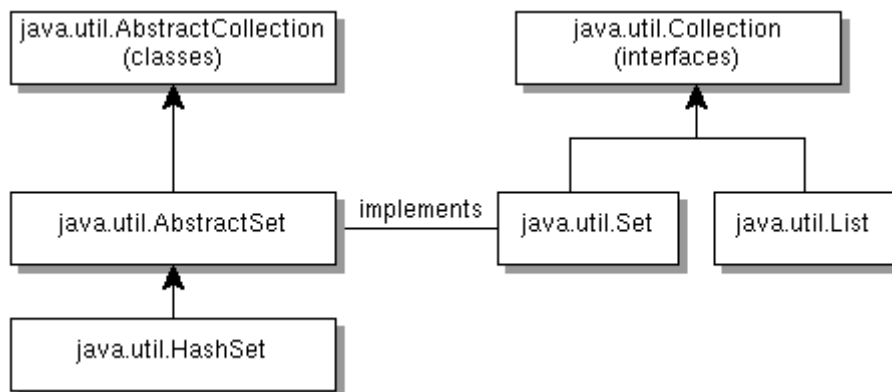 java.util.AbstractCollection
(classes)
java.util.Collection
(interfaces)
java.util.AbstractSet
implements
java.util.Set
java.util.List
java.util.HashSet